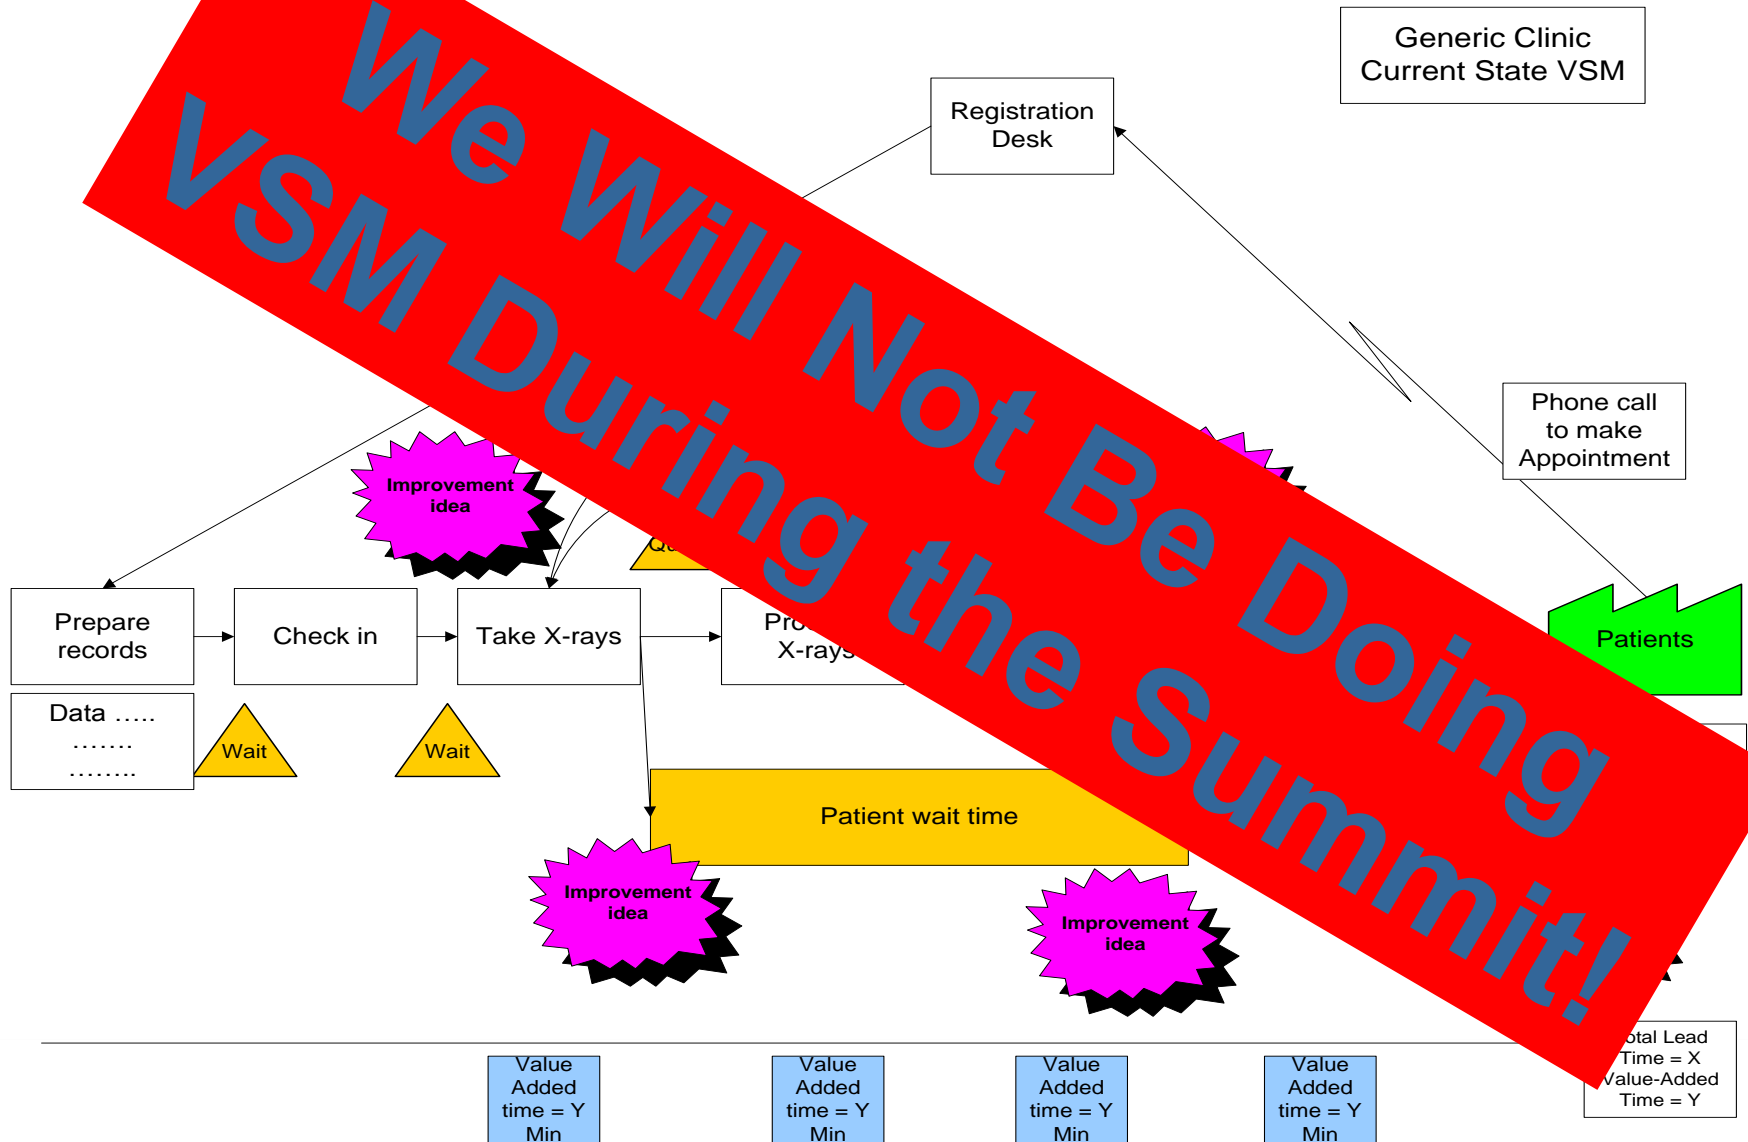 Generic Clinic
Current State VSM
Registration
Desk
We Will Not Be Doing
VSM During the Summit!
Phone call
to make
Appointment
Improvement
idea
Prepare
records
Check in
Take X-rays
X-rays
Patients
Data …..
…….
……..
Wait
Wait
Patient wait time
Improvement
idea
Improvement
idea
Value
Added
time = Y
Min
Value
Added
time = Y
Min
Value
Added
time = Y
Min
Value
Added
time = Y
Min
Lead
Time = X
Value-Added
Time = Y